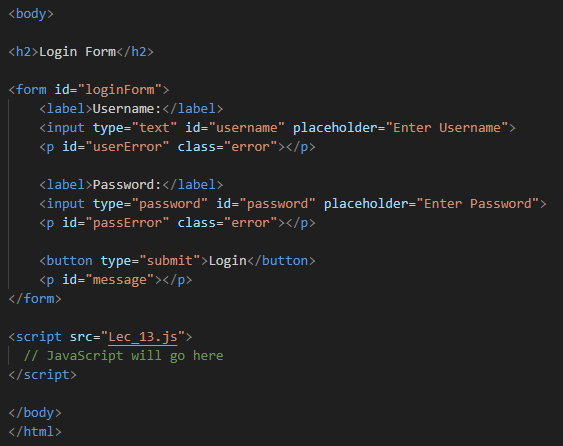 <body>
<h2>Login Form</h2>
<form id="loginForm">
<label>Username:</label>
<input type="text" id="username" placeholder="Enter Username">
<p id="userError" class="error"></p>
<label>Password:</label>
<input type="password" id="password" placeholder="Enter Password">
<p id="passError" class="error"></p>
<button type="submit">Login</button>
<p id="message"></p>
</form>
<script src="Lec_13.js">
// JavaScript will go here
</script>
</body>
</html>